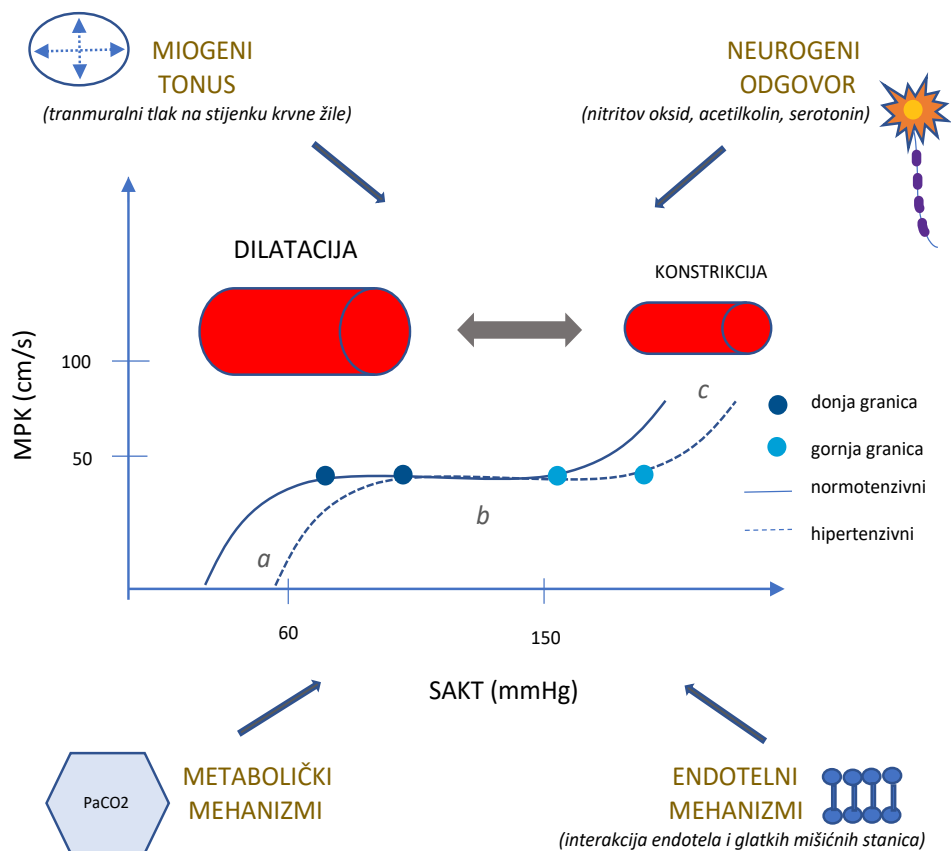 MIOGENI
TONUS
(tranmuralni tlak na stijenku krvne žile)
NEUROGENI
ODGOVOR
(nitritov oksid, acetilkolin, serotonin)
DILATACIJA
KONSTRIKCIJA
MPK (cm/s)
100
50
a
b
c
donja granica
gornja granica
normotenzivni
hipertenzivni
60
150
SAKT (mmHg)
PaCO2
METABOLIČKI
MEHANIZMI
ENDOTELNI
MEHANIZMI
(interakcija endotela i glatkih mišićnih stanica)